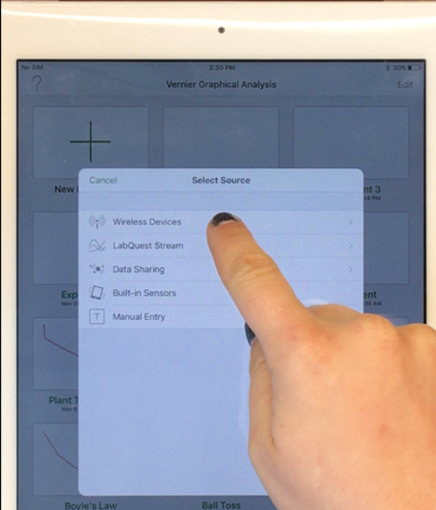 No SIM 2:30 PM 30%
? Vernier Graphical Analysis Edit
New
nt 3
Cancel Select Source
Wireless Devices
LabQuest Stream
Data Sharing
Built-in Sensors
T Manual Entry
Exp
ent
Plant T
Boyle's Law Ball Toss